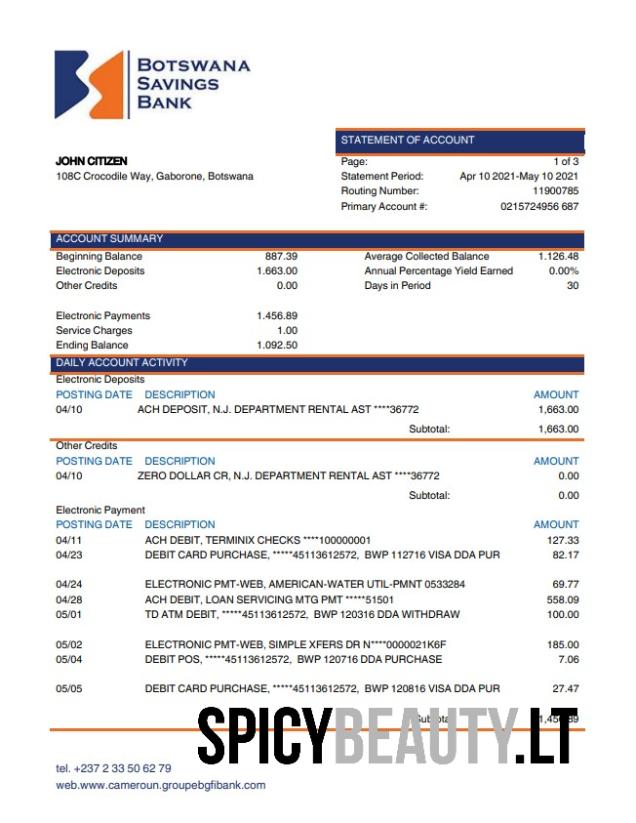 BOTSWANA
SAVINGS
BANK
STATEMENT OF ACCOUNT
JOHN CITIZEN
108C Crocodile Way, Gaborone, Botswana
Page: 1 of 3
Statement Period: Apr 10 2021-May 10 2021
Routing Number: 11900785
Primary Account #: 0215724956 687
ACCOUNT SUMMARY
Beginning Balance 887.39 Average Collected Balance 1.126.48
Electronic Deposits 1.663.00 Annual Percentage Yield Earned 0.00%
Other Credits 0.00 Days in Period 30
Electronic Payments 1.456.89
Service Charges 1.00
Ending Balance 1.092.50
DAILY ACCOUNT ACTIVITY
Electronic Deposits
POSTING DATE DESCRIPTION AMOUNT
04/10 ACH DEPOSIT, N.J. DEPARTMENT RENTAL AST ****36772 1,663.00
Subtotal: 1,663.00
Other Credits
POSTING DATE DESCRIPTION AMOUNT
04/10 ZERO DOLLAR CR, N.J. DEPARTMENT RENTAL AST ****36772 0.00
Subtotal: 0.00
Electronic Payment
POSTING DATE DESCRIPTION AMOUNT
04/11 ACH DEBIT, TERMINIX CHECKS ****100000001 127.33
04/23 DEBIT CARD PURCHASE, *****45113612572, BWP 112716 VISA DDA PUR 82.17
04/24 ELECTRONIC PMT-WEB, AMERICAN-WATER UTIL-PMNT 0533284 69.77
04/28 ACH DEBIT, LOAN SERVICING MTG PMT *****51501 558.09
05/01 TD ATM DEBIT, *****45113612572, BWP 120316 DDA WITHDRAW 100.00
05/02 ELECTRONIC PMT-WEB, SIMPLE XFERS DR N****0000021K6F 185.00
05/04 DEBIT POS, *****45113612572, BWP 120716 DDA PURCHASE 7.06
05/05 DEBIT CARD PURCHASE, *****45113612572, BWP 120816 VISA DDA PUR 27.47
SPICYBEAUTY.LT
tel. +237 2 33 50 62 79
web.www.cameroun.groupebgfibank.com